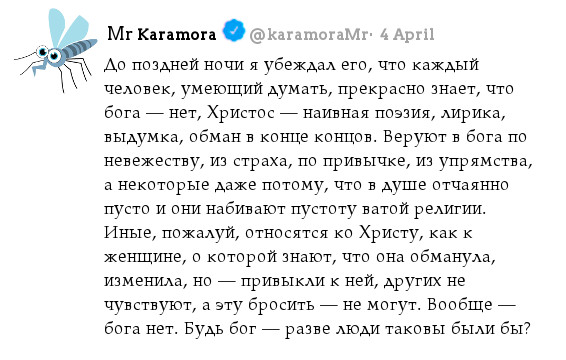 Mr Karamora @karamoraMr· 4 April
До поздней ночи я убеждал его, что каждый
человек, умеющий думать, прекрасно знает, что
бога — нет, Христос — наивная поэзия, лирика,
выдумка, обман в конце концов. Веруют в бога по
невежеству, из страха, по привычке, из упрямства,
а некоторые даже потому, что в душе отчаянно
пусто и они набивают пустоту ватой религии.
Иные, пожалуй, относятся ко Христу, как к
женщине, о которой знают, что она обманула,
изменила, но — привыкли к ней, других не
чувствуют, а эту бросить — не могут. Вообще —
бога нет. Будь бог — разве люди таковы были бы?